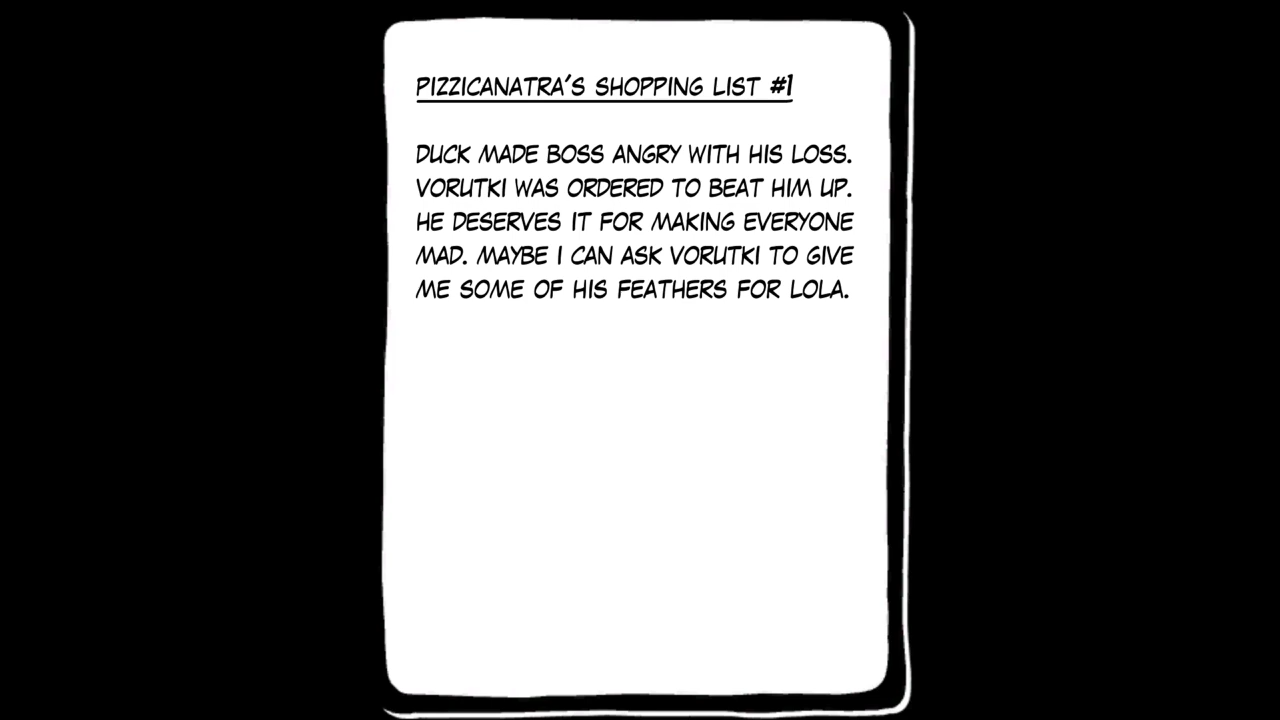 PIZZICANATRA'S SHOPPING LIST #1
DUCK MADE BOSS ANGRY WITH HIS LOSS.
VORUTKI WAS ORDERED TO BEAT HIM UP.
HE DESERVES IT FOR MAKING EVERYONE
MAD. MAYBE I CAN ASK VORUTKI TO GIVE
ME SOME OF HIS FEATHERS FOR LOLA.